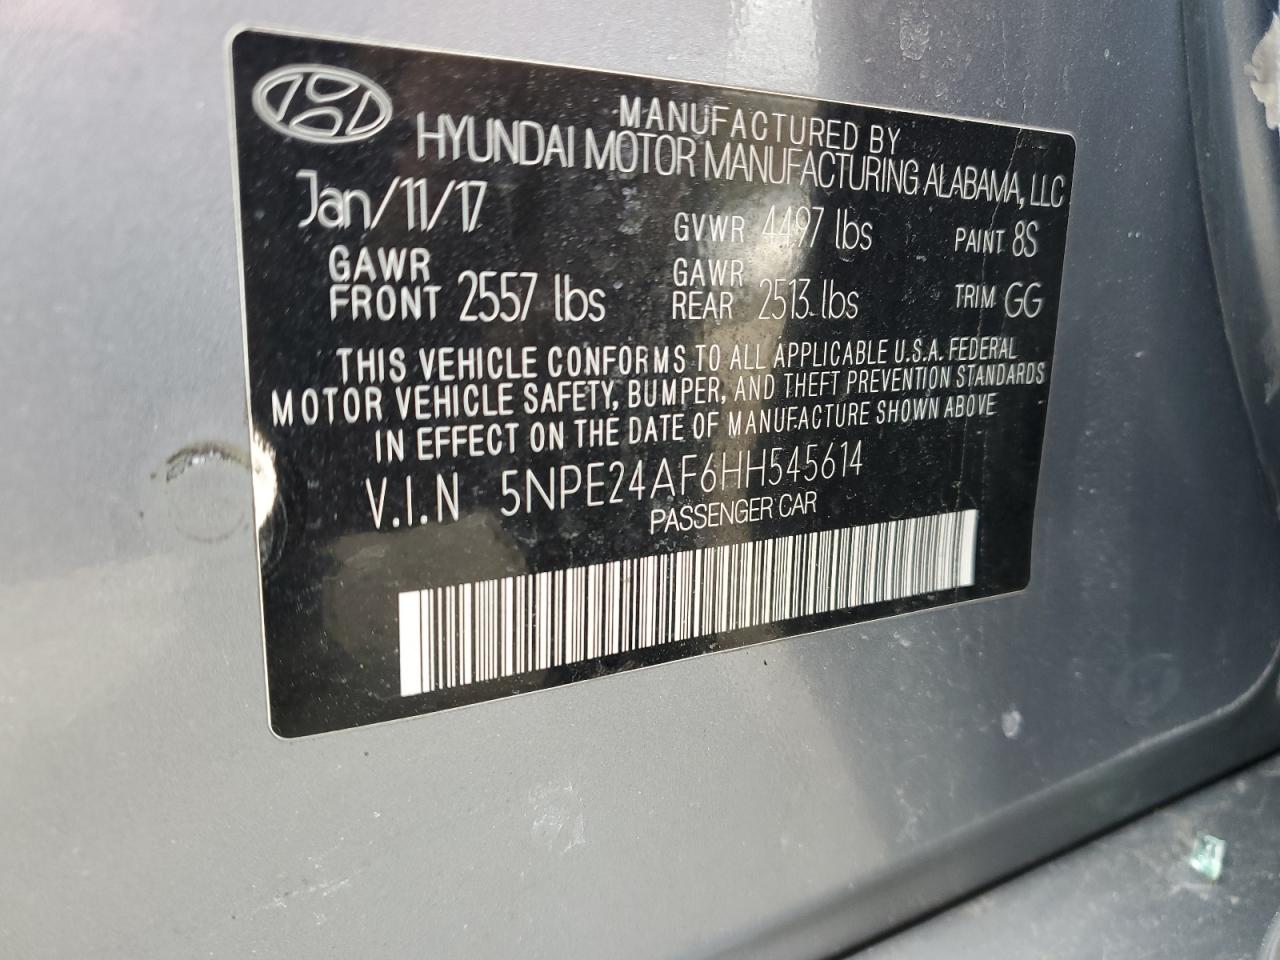 MANUFACTURED BY
HYUNDAI MOTOR MANUFACTURING ALABAMA, LLC
Jan/11/17 GVWR 4497 lbs PAINT 8S
GAWR FRONT 2557 lbs GAWR REAR 2513 lbs TRIM GG
THIS VEHICLE CONFORMS TO ALL APPLICABLE U.S.A. FEDERAL
MOTOR VEHICLE SAFETY, BUMPER, AND THEFT PREVENTION STANDARDS
IN EFFECT ON THE DATE OF MANUFACTURE SHOWN ABOVE
V.I.N 5NPE24AF6HH545614
PASSENGER CAR